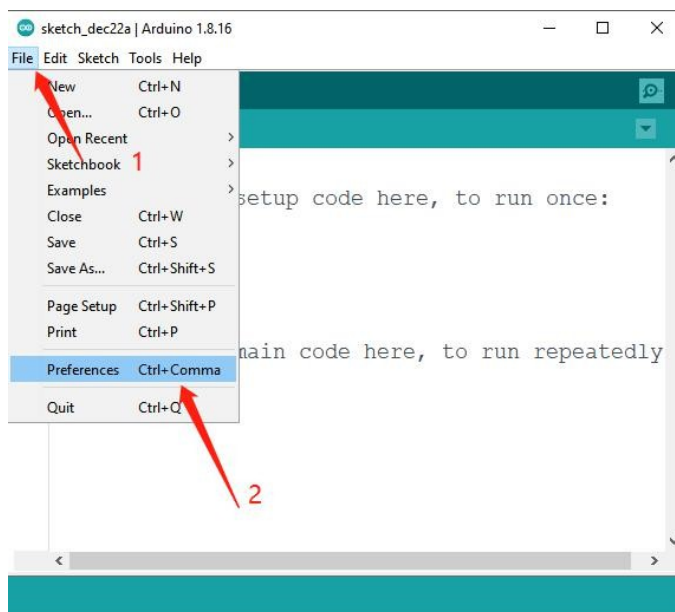 sketch_dec22a | Arduino 1.8.16
File Edit Sketch Tools Help
New Ctrl+N
Open... Ctrl+O
Open Recent
Sketchbook 1
Examples
setup code here, to run once:
Close Ctrl+W
Save Ctrl+S
Save As... Ctrl+Shift+S
Page Setup Ctrl+Shift+P
Print Ctrl+P
main code here, to run repeatedly
Preferences Ctrl+Comma
Quit Ctrl+Q
2